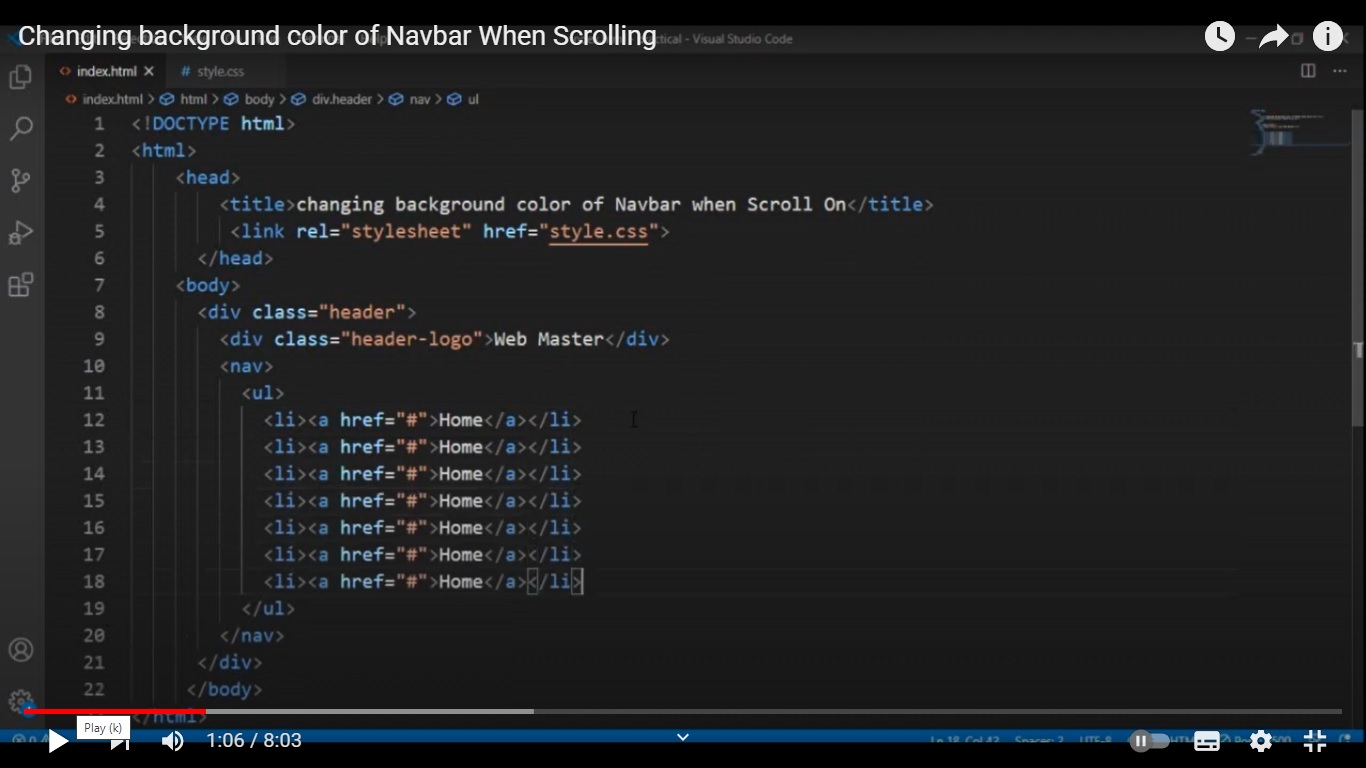 Changing background color of Navbar When Scrolling
ctical - Visual Studio Code
index.html
# style.css
index.html > html > body > div.header > nav > ul
1 <!DOCTYPE html>
2 <html>
3 <head>
4 <title>changing background color of Navbar when Scroll On</title>
5 <link rel="stylesheet" href="style.css">
6 </head>
7 <body>
8 <div class="header">
9 <div class="header-logo">Web Master</div>
10 <nav>
11 <ul>
12 <li><a href="#">Home</a></li>
13 <li><a href="#">Home</a></li>
14 <li><a href="#">Home</a></li>
15 <li><a href="#">Home</a></li>
16 <li><a href="#">Home</a></li>
17 <li><a href="#">Home</a></li>
18 <li><a href="#">Home</a></li>
19 </ul>
20 </nav>
21 </div>
22 </body>
</html>
Play (k)
1:06 / 8:03
Ln 18, Col 42 Spaces: 2 UTF-8